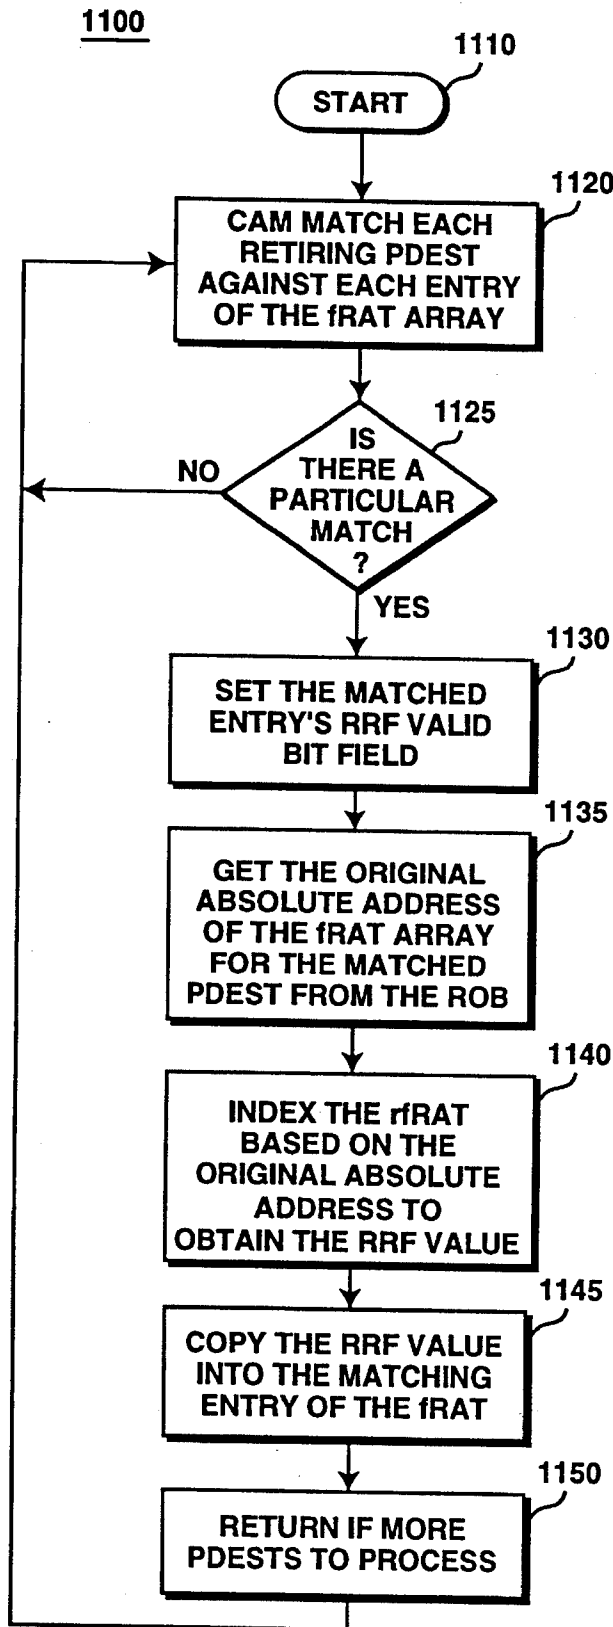 1100
1110
START
1120
CAM MATCH EACH
RETIRING PDEST
AGAINST EACH ENTRY
OF THE fRAT ARRAY
1125
IS
THERE A
PARTICULAR
MATCH
?
NO
YES
1130
SET THE MATCHED
ENTRY'S RRF VALID
BIT FIELD
1135
GET THE ORIGINAL
ABSOLUTE ADDRESS
OF THE fRAT ARRAY
FOR THE MATCHED
PDEST FROM THE ROB
1140
INDEX THE rfRAT
BASED ON THE
ORIGINAL ABSOLUTE
ADDRESS TO
OBTAIN THE RRF VALUE
1145
COPY THE RRF VALUE
INTO THE MATCHING
ENTRY OF THE fRAT
1150
RETURN IF MORE
PDESTS TO PROCESS